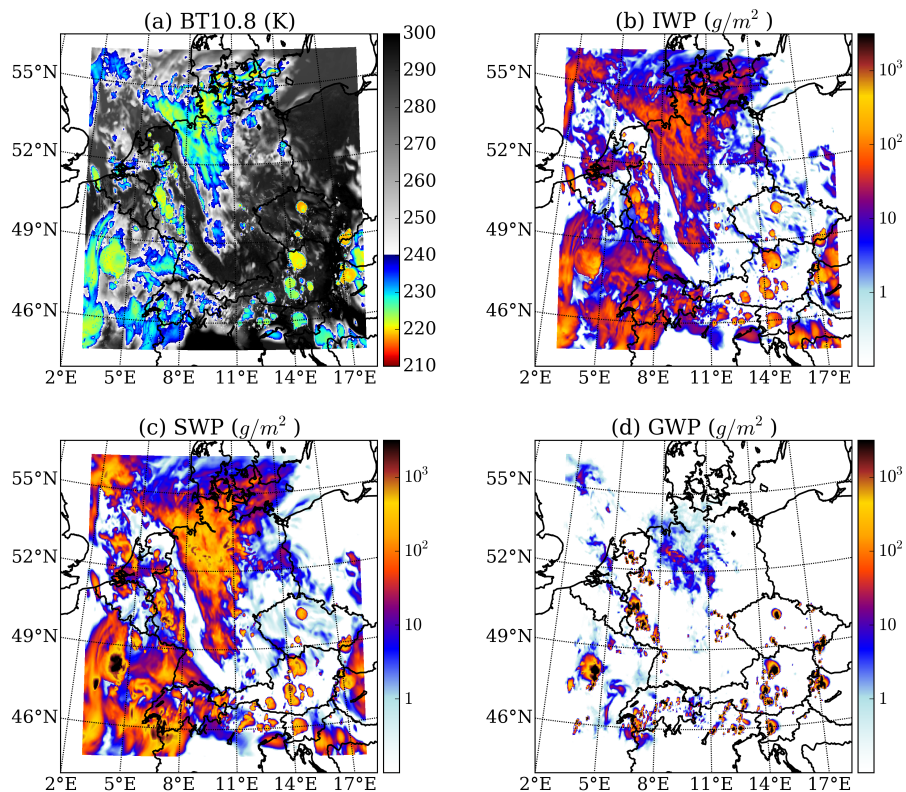 (a) BT10.8 (K)
(b) IWP (g/m² )
55°N
52°N
49°N
46°N
2°E 5°E 8°E 11°E 14°E 17°E
300
290
280
270
260
250
240
230
220
210
55°N
52°N
49°N
46°N
2°E 5°E 8°E 11°E 14°E 17°E
10³
10²
10
1
(c) SWP (g/m² )
(d) GWP (g/m² )
55°N
52°N
49°N
46°N
2°E 5°E 8°E 11°E 14°E 17°E
10³
10²
10
1
55°N
52°N
49°N
46°N
2°E 5°E 8°E 11°E 14°E 17°E
10³
10²
10
1